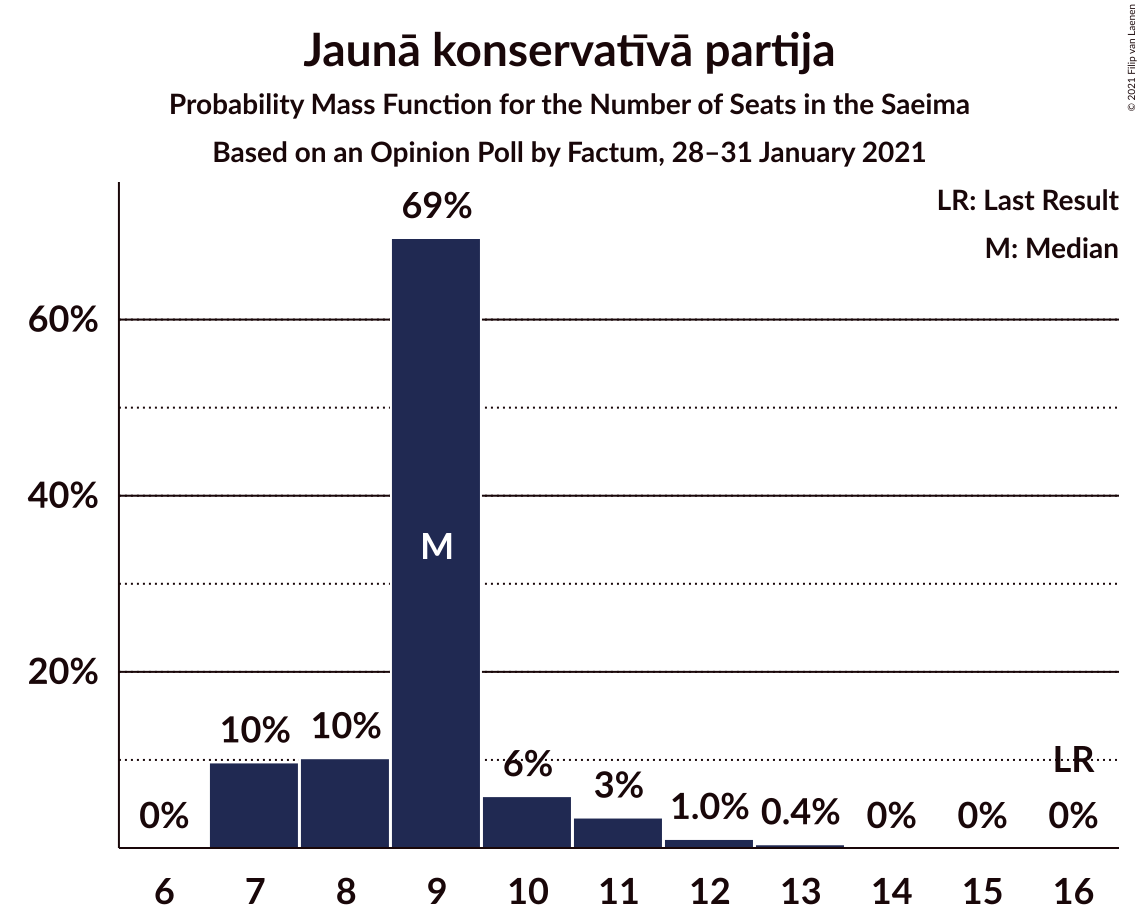 Jaunā konservatīvā partija
Probability Mass Function for the Number of Seats in the Saeima
Based on an Opinion Poll by Factum, 28–31 January 2021
© 2021 Filip van Laenen
LR: Last Result
M: Median
60%
40%
20%
0%
10%
10%
69%
M
6%
3%
1.0%
0.4%
0%
0%
LR
0%
6 7 8 9 10 11 12 13 14 15 16